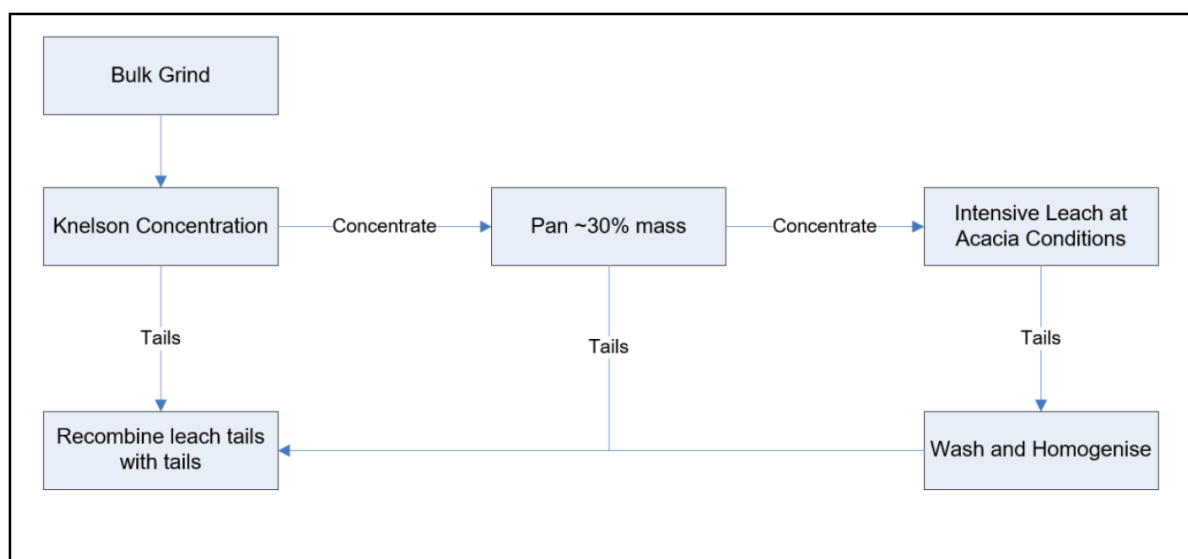 Bulk Grind
Knelson Concentration
Concentrate
Pan ~30% mass
Concentrate
Intensive Leach at
Acacia Conditions
Tails
Tails
Tails
Recombine leach tails
with tails
Wash and Homogenise